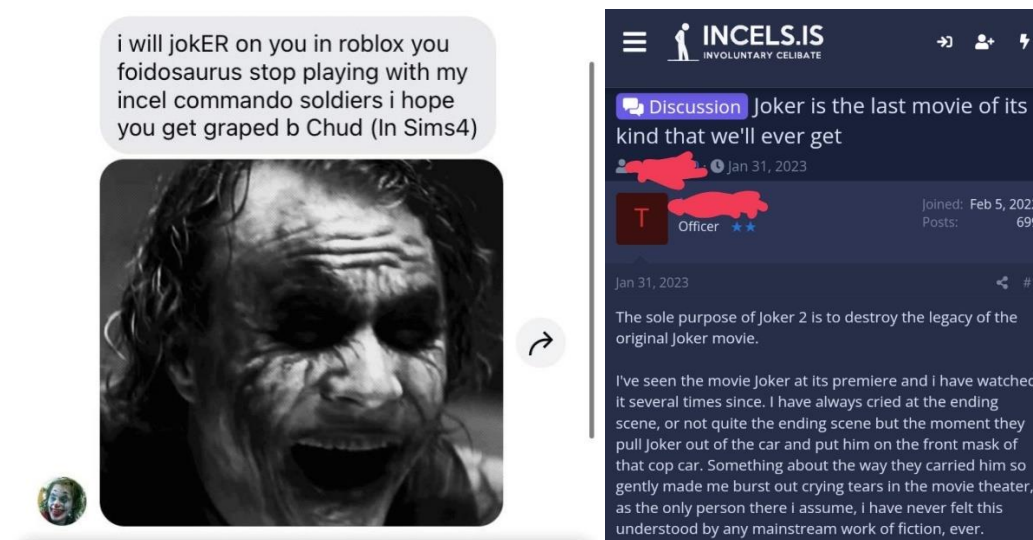 i will jokER on you in roblox you
foidosaurus stop playing with my
incel commando soldiers i hope
you get graped b Chud (In Sims4)
INCELS.IS
INVOLUNTARY CELIBATE
Discussion Joker is the last movie of its
kind that we'll ever get
Jan 31, 2023
T
Officer
Joined: Feb 5, 202
Posts: 699
Jan 31, 2023
#
The sole purpose of Joker 2 is to destroy the legacy of the
original Joker movie.
I've seen the movie Joker at its premiere and i have watched
it several times since. I have always cried at the ending
scene, or not quite the ending scene but the moment they
pull Joker out of the car and put him on the front mask of
that cop car. Something about the way they carried him so
gently made me burst out crying tears in the movie theater,
as the only person there i assume, i have never felt this
understood by any mainstream work of fiction, ever.